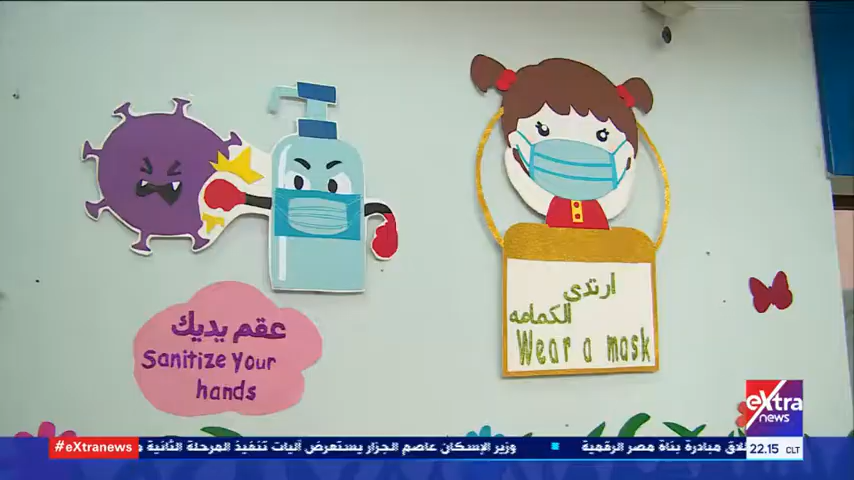 عقم يديك
Sanitize your
hands
ارتدى
الكمامه
Wear a mask
eXtra
news
22.15 CLT
#eXtranews
مبادرة بناة مصر الرقمية ■ وزير الإسكان عاصم الجزار يستعرض آليات تنفيذ المرحلة الثانية